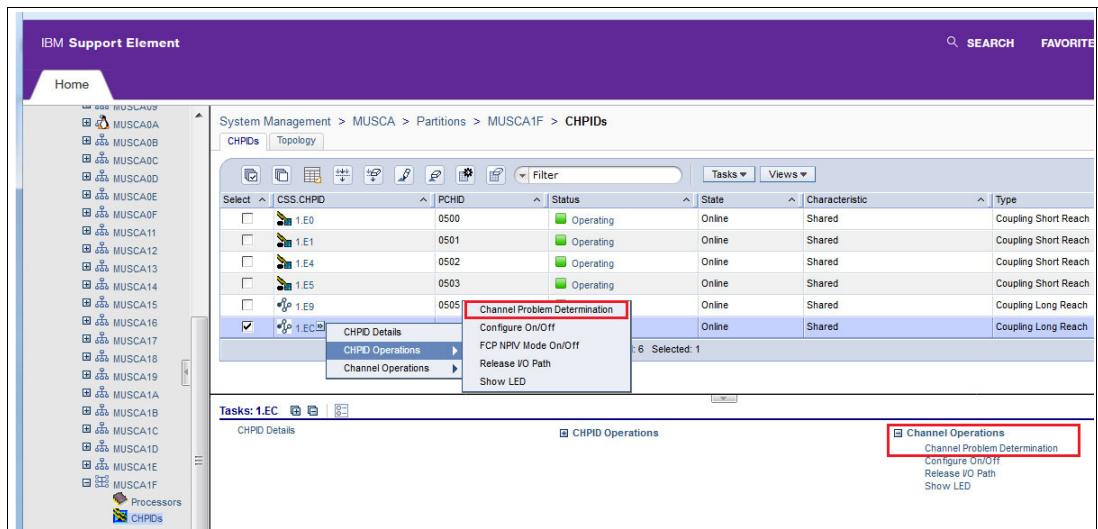 IBM Support Element
SEARCH FAVORITE
Home
MUSCA09
MUSCA0A
MUSCA0B
MUSCA0C
MUSCA0D
MUSCA0E
MUSCA0F
MUSCA11
MUSCA12
MUSCA13
MUSCA14
MUSCA15
MUSCA16
MUSCA17
MUSCA18
MUSCA19
MUSCA1A
MUSCA1B
MUSCA1C
MUSCA1D
MUSCA1E
MUSCA1F
Processors
CHPIDs
System Management > MUSCA > Partitions > MUSCA1F > CHPIDs
CHPIDs Topology
Filter Tasks Views
Select CSS.CHPID PCHID Status State Characteristic Type
1.E0 0500 Operating Online Shared Coupling Short Reach
1.E1 0501 Operating Online Shared Coupling Short Reach
1.E4 0502 Operating Online Shared Coupling Short Reach
1.E5 0503 Operating Online Shared Coupling Short Reach
1.E9 0505 Online Shared Coupling Long Reach
1.EC Online Shared Coupling Long Reach
: 6 Selected: 1
CHPID Details
CHPID Operations
Channel Operations
Channel Problem Determination
Configure On/Off
FCP NPIV Mode On/Off
Release I/O Path
Show LED
Tasks: 1.EC
CHPID Details
CHPID Operations
Channel Operations
Channel Problem Determination
Configure On/Off
Release I/O Path
Show LED